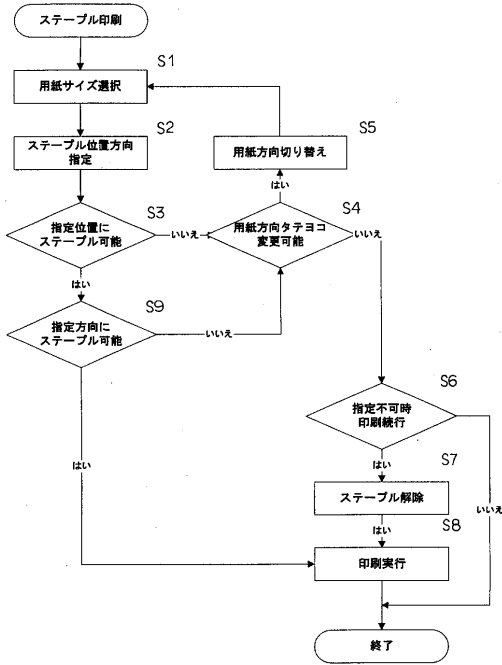 ステープル印刷
S1
用紙サイズ選択
S2
ステープル位置方向
指定
S5
用紙方向切り替え
はい
S3
指定位置に
ステープル可能
いいえ
S4
用紙方向タテヨコ
変更可能
いいえ
はい
S9
指定方向に
ステープル可能
いいえ
S6
指定不可時
印刷続行
はい
はい
S7
ステープル解除
いいえ
はい
S8
印刷実行
終了